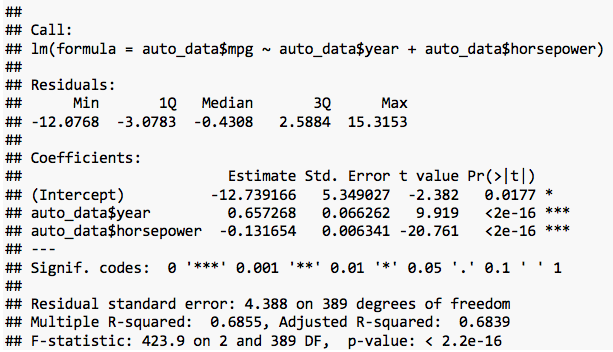 ##
## Call:
## lm(formula = auto_data$mpg ~ auto_data$year + auto_data$horsepower)
##
## Residuals:
##      Min       1Q   Median       3Q      Max
## -12.0768  -3.0783  -0.4308   2.5884  15.3153
##
## Coefficients:
##                       Estimate Std. Error t value Pr(>|t|)
## (Intercept)         -12.739166   5.349027  -2.382   0.0177 *
## auto_data$year        0.657268   0.066262   9.919   <2e-16 ***
## auto_data$horsepower -0.131654   0.006341 -20.761   <2e-16 ***
## ---
## Signif. codes:  0 '***' 0.001 '**' 0.01 '*' 0.05 '.' 0.1 ' ' 1
##
## Residual standard error: 4.388 on 389 degrees of freedom
## Multiple R-squared:  0.6855, Adjusted R-squared:  0.6839
## F-statistic: 423.9 on 2 and 389 DF,  p-value: < 2.2e-16